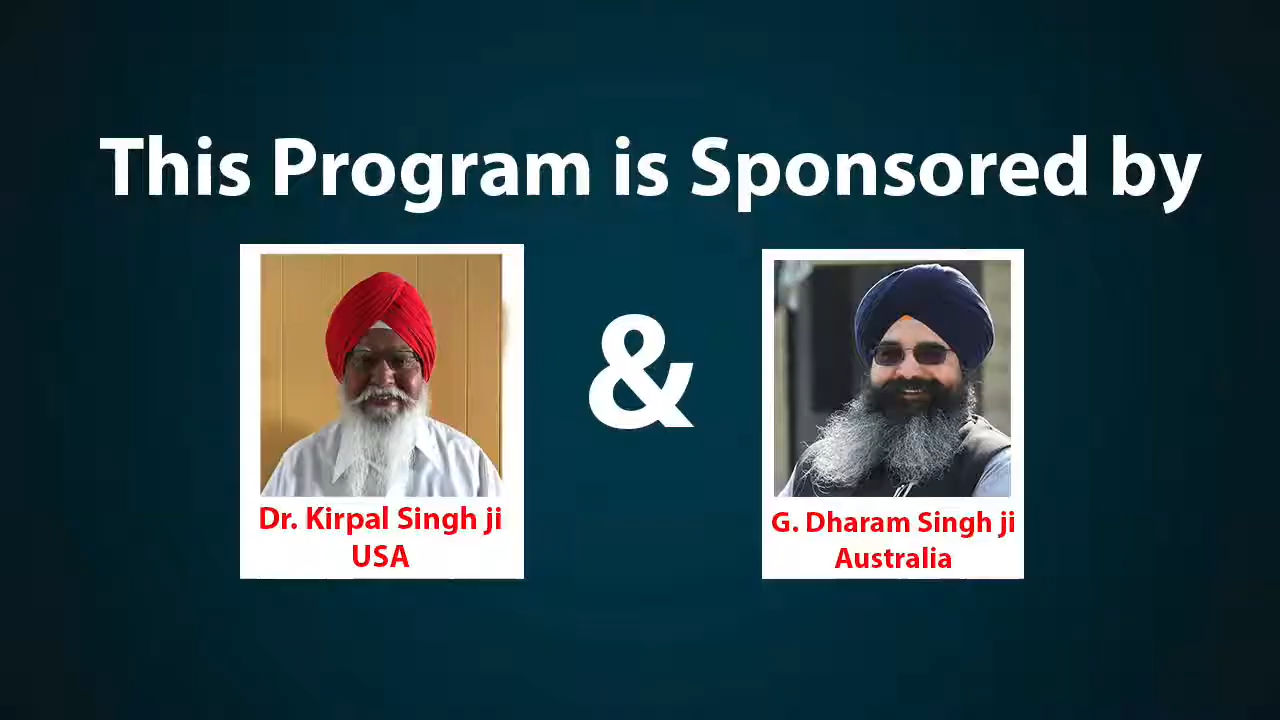 This Program is Sponsored by
&
Dr. Kirpal Singh ji
USA
G. Dharam Singh ji
Australia